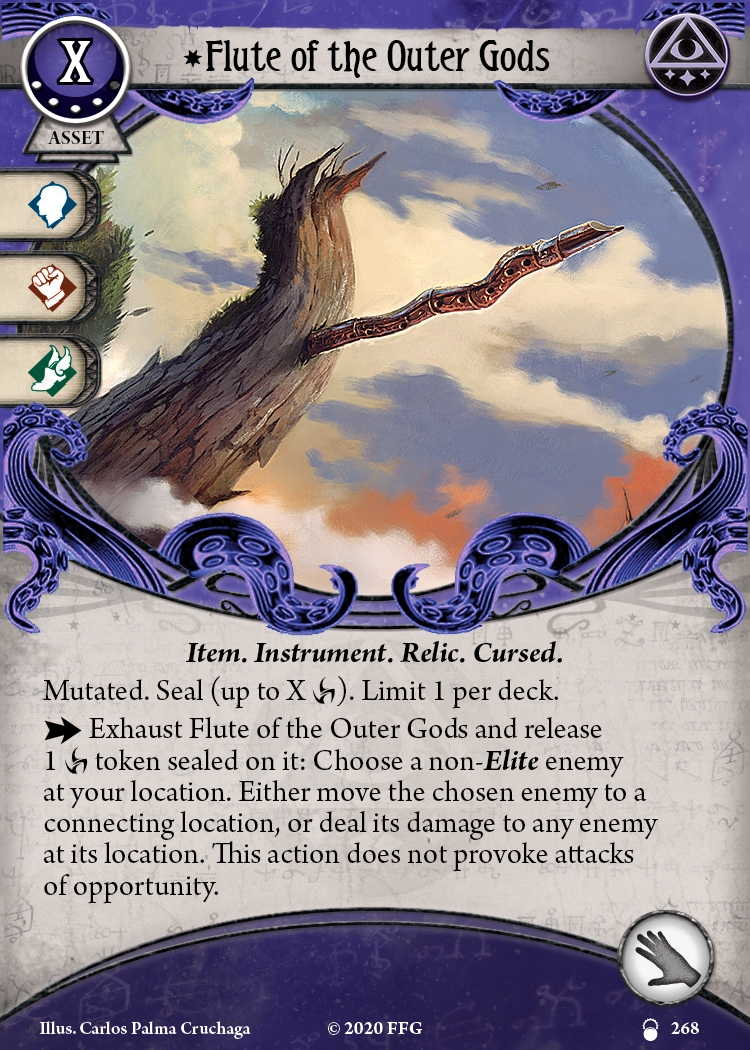 X
Flute of the Outer Gods
ASSET
Item. Instrument. Relic. Cursed.
Mutated. Seal (up to X ). Limit 1 per deck.
Exhaust Flute of the Outer Gods and release
1 token sealed on it: Choose a non-Elite enemy
at your location. Either move the chosen enemy to a
connecting location, or deal its damage to any enemy
at its location. This action does not provoke attacks
of opportunity.
Illus. Carlos Palma Cruchaga © 2020 FFG 268